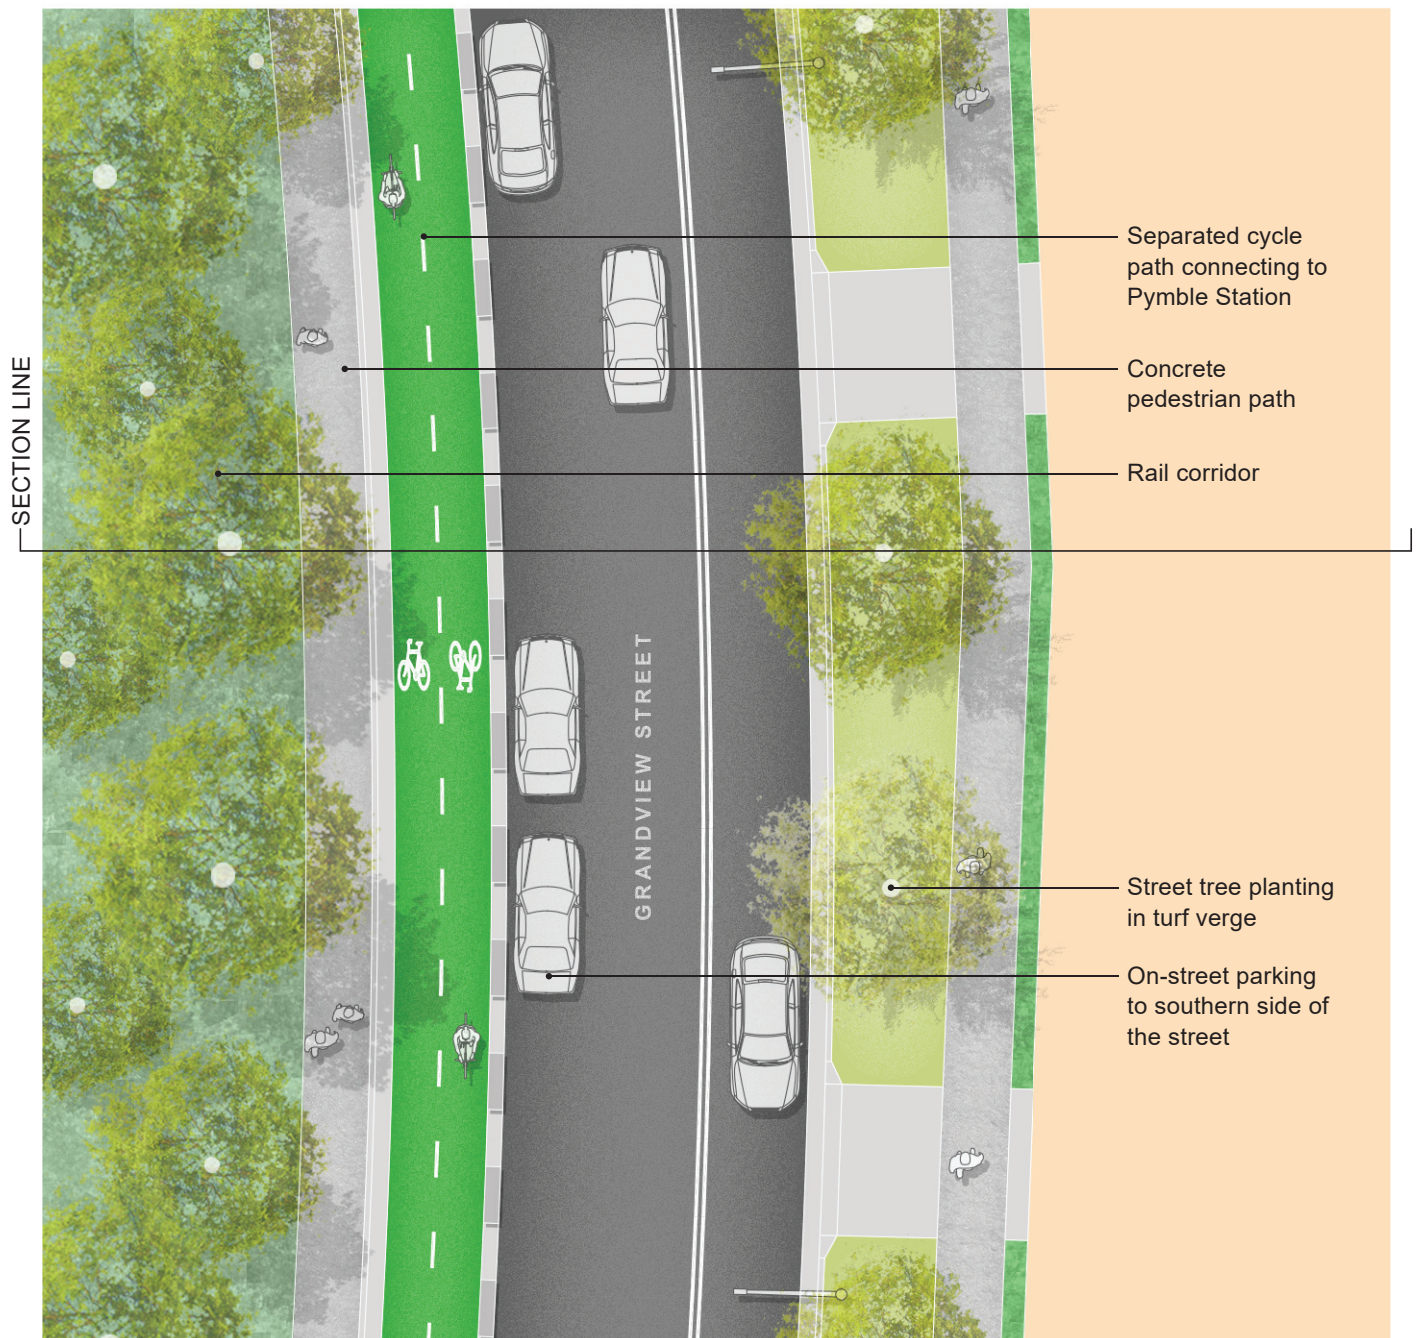 Separated cycle
path connecting to
Pymble Station
Concrete
pedestrian path
Rail corridor
SECTION LINE
GRANDVIEW STREET
Street tree planting
in turf verge
On-street parking
to southern side of
the street